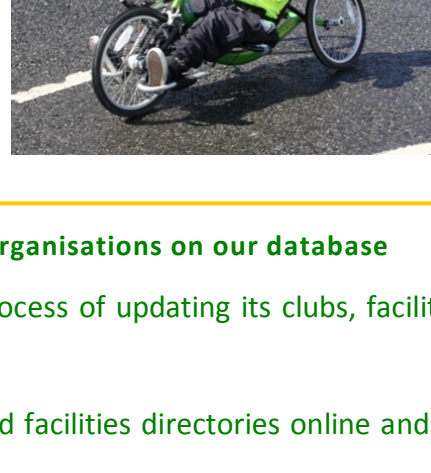 rganisations on our database
ocess of updating its clubs, facilit
d facilities directories online and